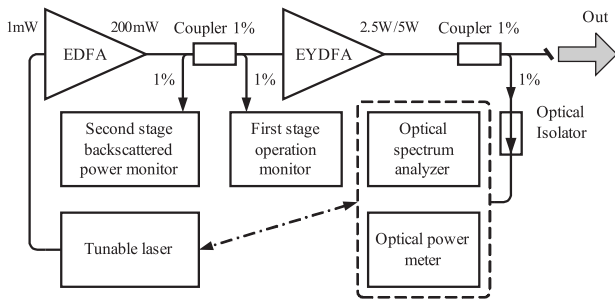 1mW
EDFA
200mW
Coupler 1%
EYDFA
2.5W/5W
Coupler 1%
Out
1%
1%
1%
Second stage
backscattered
power monitor
First stage
operation
monitor
Optical
spectrum
analyzer
Optical
Isolator
Tunable laser
Optical power
meter